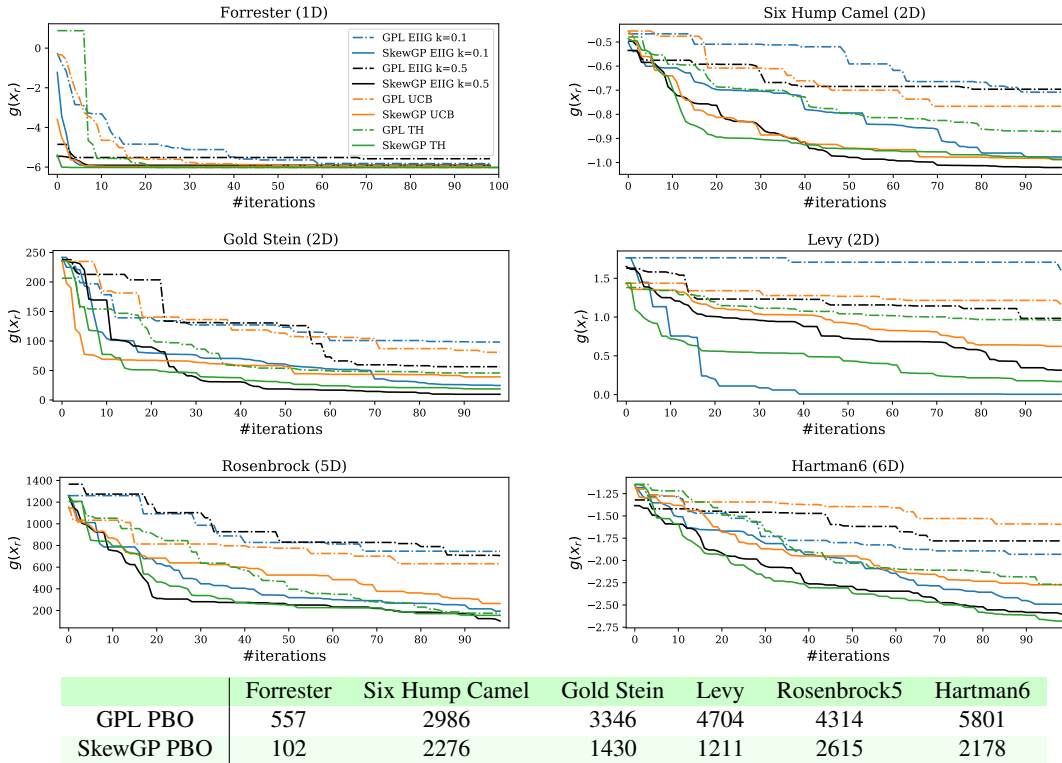 Forrester (1D)
g(x_r)
0
−2
−4
−6
GPL EIIG k=0.1
SkewGP EIIG k=0.1
GPL EIIG k=0.5
SkewGP EIIG k=0.5
GPL UCB
SkewGP UCB
GPL TH
SkewGP TH
0 10 20 30 40 50 60 70 80 90 100
#iterations
Six Hump Camel (2D)
g(x_r)
−0.5
−0.6
−0.7
−0.8
−0.9
−1.0
0 10 20 30 40 50 60 70 80 90
#iterations
Gold Stein (2D)
g(x_r)
250
200
150
100
50
0
0 10 20 30 40 50 60 70 80 90
#iterations
Levy (2D)
g(x_r)
1.5
1.0
0.5
0.0
0 10 20 30 40 50 60 70 80 90
#iterations
Rosenbrock (5D)
g(x_r)
1400
1200
1000
800
600
400
200
0 10 20 30 40 50 60 70 80 90
#iterations
Hartman6 (6D)
g(x_r)
−1.25
−1.50
−1.75
−2.00
−2.25
−2.50
−2.75
0 10 20 30 40 50 60 70 80 90
#iterations
Forrester Six Hump Camel Gold Stein Levy Rosenbrock5 Hartman6
GPL PBO 557 2986 3346 4704 4314 5801
SkewGP PBO 102 2276 1430 1211 2615 2178